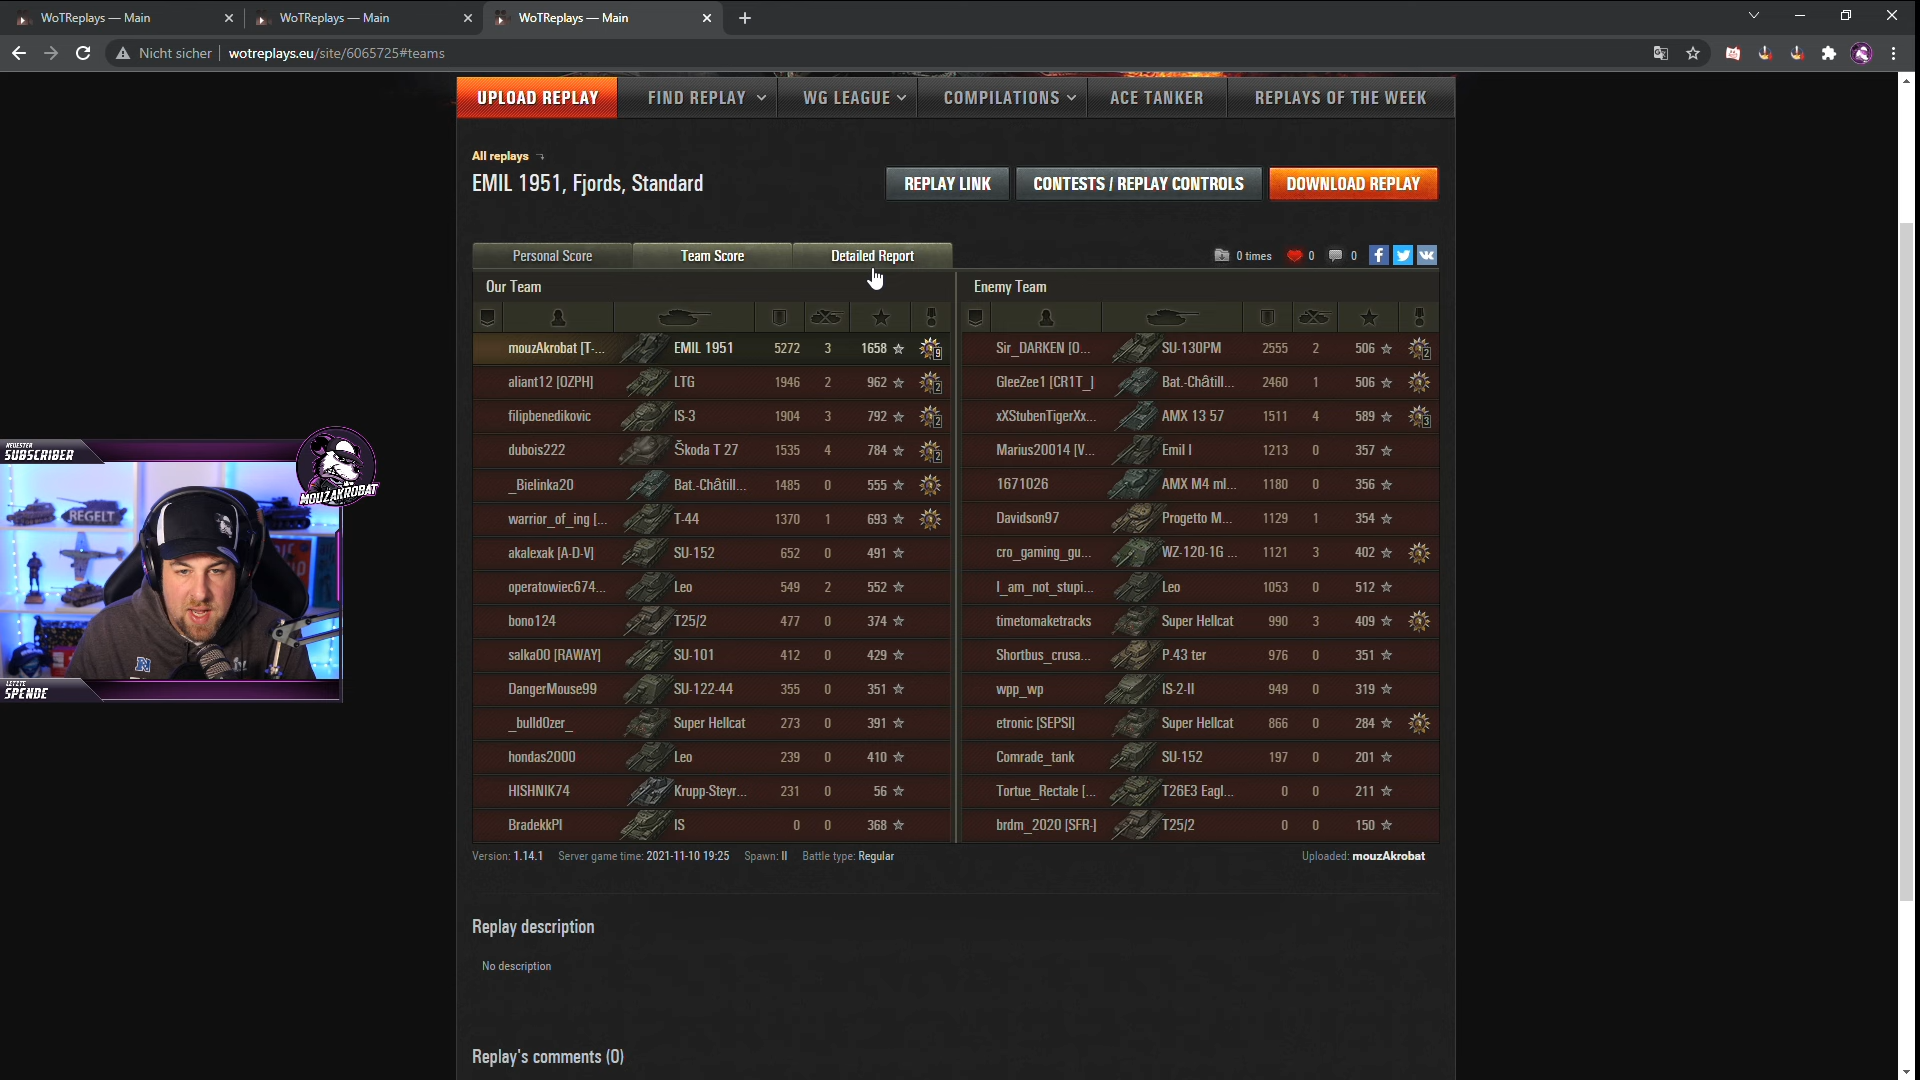 WoTReplays — Main
WoTReplays — Main
WoTReplays — Main
Nicht sicher
wotreplays.eu/site/6065725#teams
UPLOAD REPLAY
FIND REPLAY
WG LEAGUE
COMPILATIONS
ACE TANKER
REPLAYS OF THE WEEK
All replays
EMIL 1951, Fjords, Standard
REPLAY LINK
CONTESTS / REPLAY CONTROLS
DOWNLOAD REPLAY
Personal Score
Team Score
Detailed Report
0 times
0
0
Our Team
Enemy Team
mouzAkrobat [T-... EMIL 1951 5272 3 1658 9
Sir_DARKEN [O... SU-130PM 2555 2 506 2
aliant12 [OZPH] LTG 1946 2 962 2
GleeZee1 [CR1T_] Bat.-Châtill... 2460 1 506
filipbenedikovic IS-3 1904 3 792 2
xXStubenTigerXx... AMX 13 57 1511 4 589 3
dubois222 Škoda T 27 1535 4 784 2
Marius20014 [V... Emil I 1213 0 357
_Bielinka20 Bat.-Châtill... 1485 0 555
1671026 AMX M4 ml... 1180 0 356
warrior_of_ing [... T-44 1370 1 693
Davidson97 Progetto M... 1129 1 354
akalexak [A-D-V] SU-152 652 0 491
cro_gaming_gu... WZ-120-1G ... 1121 3 402
operatowiec674... Leo 549 2 552
I_am_not_stupi... Leo 1053 0 512
bono124 T25/2 477 0 374
timetomaketracks Super Hellcat 990 3 409
salka00 [RAWAY] SU-101 412 0 429
Shortbus_crusa... P.43 ter 976 0 351
DangerMouse99 SU-122-44 355 0 351
wpp_wp IS-2-II 949 0 319
_bulld0zer_ Super Hellcat 273 0 391
etronic [SEPSI] Super Hellcat 866 0 284
hondas2000 Leo 239 0 410
Comrade_tank SU-152 197 0 201
HISHNIK74 Krupp-Steyr... 231 0 56
Tortue_Rectale [... T26E3 Eagl... 0 0 211
BradekkPl IS 0 0 368
brdm_2020 [SFR-] T25/2 0 0 150
Version: 1.14.1 Server game time: 2021-11-10 19:25 Spawn: II Battle type: Regular
Uploaded: mouzAkrobat
Replay description
No description
Replay's comments (0)
NEUESTER
SUBSCRIBER
MOUZAKROBAT
REGELT
LETZTE
SPENDE